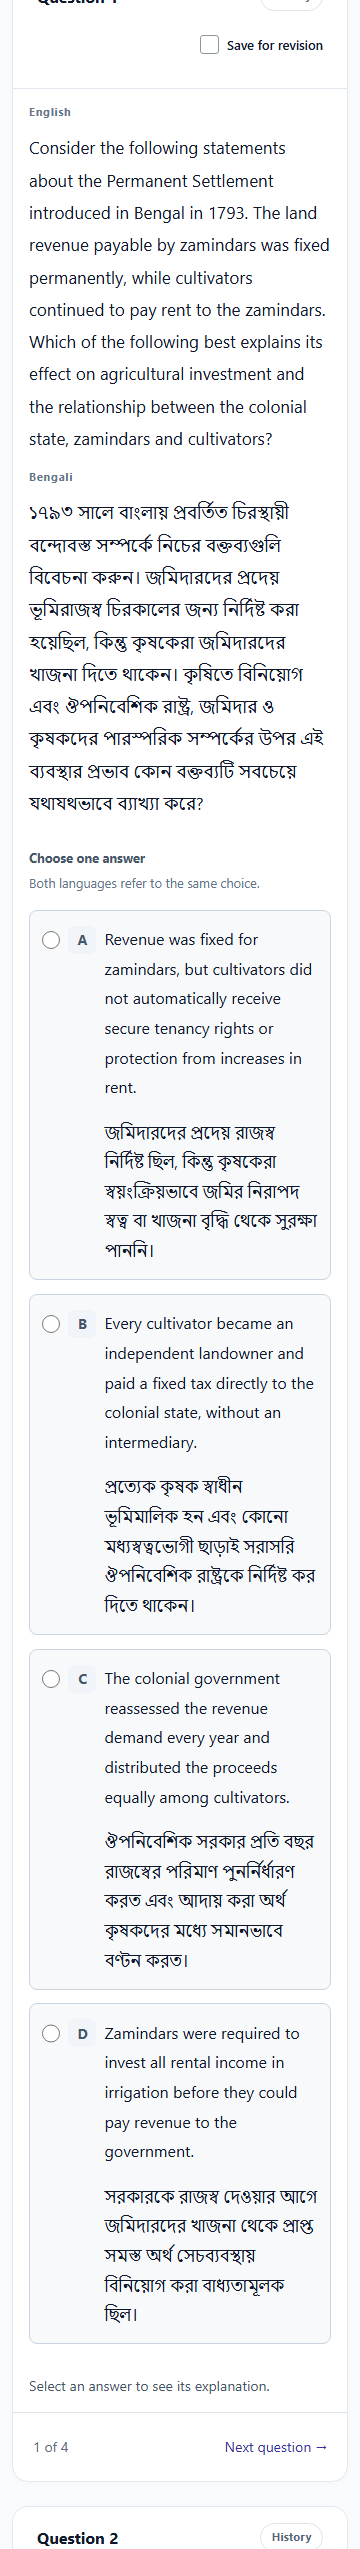 Save for revision
English
Consider the following statements
about the Permanent Settlement
introduced in Bengal in 1793. The land
revenue payable by zamindars was fixed
permanently, while cultivators
continued to pay rent to the zamindars.
Which of the following best explains its
effect on agricultural investment and
the relationship between the colonial
state, zamindars and cultivators?
Bengali
১৭৯৩ সালে বাংলায় প্রবর্তিত চিরস্থায়ী
বন্দোবস্ত সম্পর্কে নিচের বক্তব্যগুলি
বিবেচনা করুন। জমিদারদের প্রদেয়
ভূমিরাজস্ব চিরকালের জন্য নির্দিষ্ট করা
হয়েছিল, কিন্তু কৃষকেরা জমিদারদের
খাজনা দিতে থাকেন। কৃষিতে বিনিয়োগ
এবং ঔপনিবেশিক রাষ্ট্র, জমিদার ও
কৃষকদের পারস্পরিক সম্পর্কের উপর এই
ব্যবস্থার প্রভাব কোন বক্তব্যটি সবচেয়ে
যথাযথভাবে ব্যাখ্যা করে?
Choose one answer
Both languages refer to the same choice.
A Revenue was fixed for
zamindars, but cultivators did
not automatically receive
secure tenancy rights or
protection from increases in
rent.
জমিদারদের প্রদেয় রাজস্ব
নির্দিষ্ট ছিল, কিন্তু কৃষকেরা
স্বয়ংক্রিয়ভাবে জমির নিরাপদ
স্বত্ব বা খাজনা বৃদ্ধি থেকে সুরক্ষা
পাননি।
B Every cultivator became an
independent landowner and
paid a fixed tax directly to the
colonial state, without an
intermediary.
প্রত্যেক কৃষক স্বাধীন
ভূমিমালিক হন এবং কোনো
মধ্যস্বত্বভোগী ছাড়াই সরাসরি
ঔপনিবেশিক রাষ্ট্রকে নির্দিষ্ট কর
দিতে থাকেন।
C The colonial government
reassessed the revenue
demand every year and
distributed the proceeds
equally among cultivators.
ঔপনিবেশিক সরকার প্রতি বছর
রাজস্বের পরিমাণ পুনর্নির্ধারণ
করত এবং আদায় করা অর্থ
কৃষকদের মধ্যে সমানভাবে
বণ্টন করত।
D Zamindars were required to
invest all rental income in
irrigation before they could
pay revenue to the
government.
সরকারকে রাজস্ব দেওয়ার আগে
জমিদারদের খাজনা থেকে প্রাপ্ত
সমস্ত অর্থ সেচব্যবস্থায়
বিনিয়োগ করা বাধ্যতামূলক
ছিল।
Select an answer to see its explanation.
1 of 4 Next question →
Question 2 History